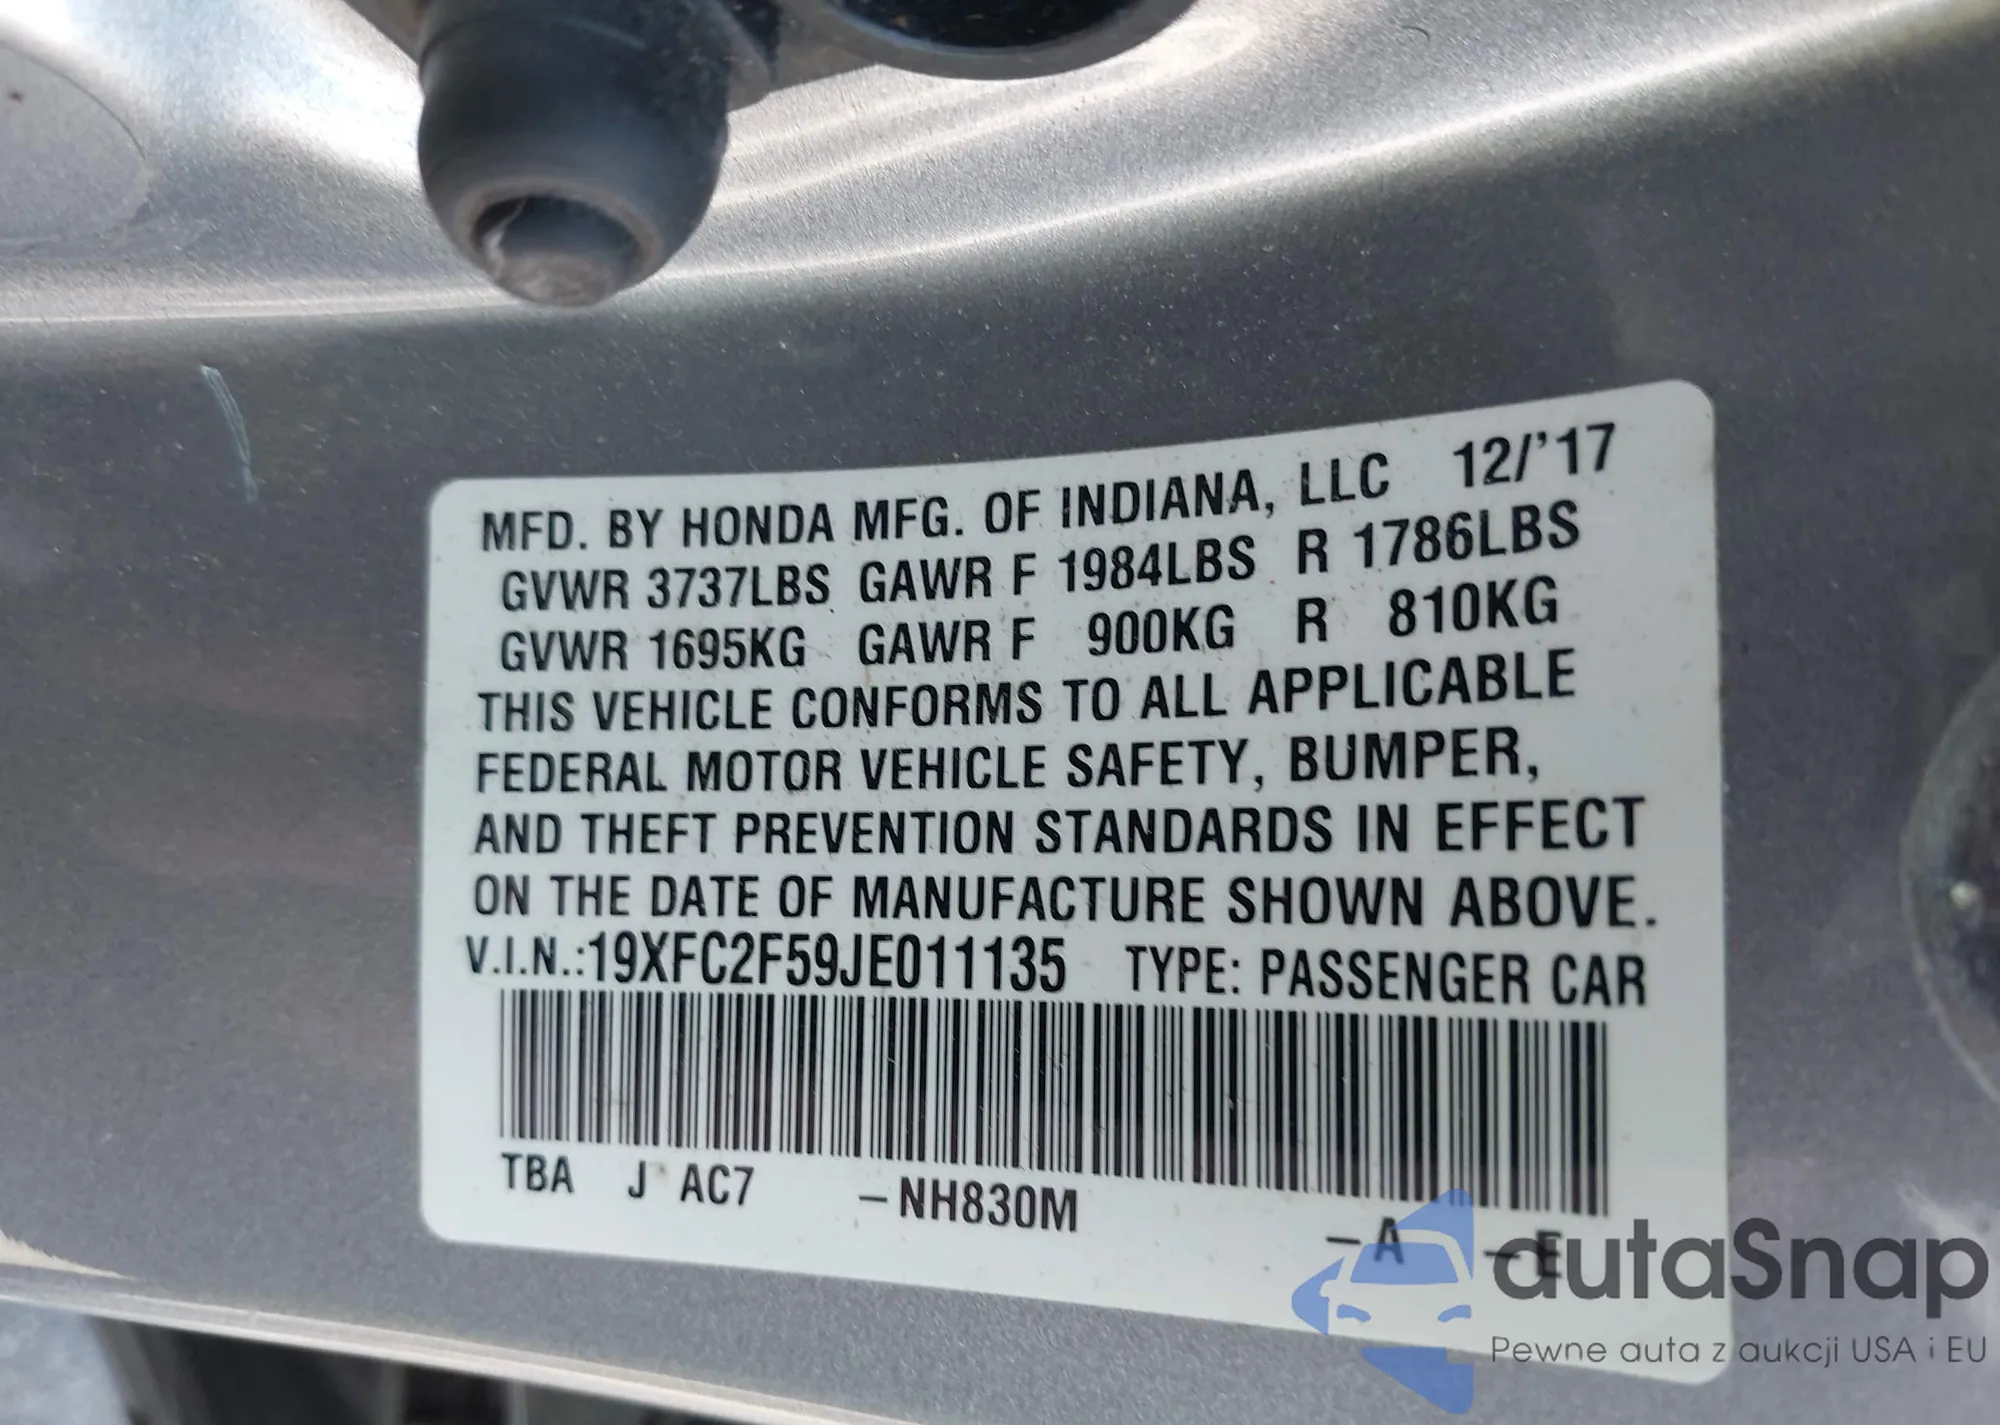 MFD. BY HONDA MFG. OF INDIANA, LLC 12/'17
GVWR 3737LBS GAWR F 1984LBS R 1786LBS
GVWR 1695KG GAWR F 900KG R 810KG
THIS VEHICLE CONFORMS TO ALL APPLICABLE
FEDERAL MOTOR VEHICLE SAFETY, BUMPER,
AND THEFT PREVENTION STANDARDS IN EFFECT
ON THE DATE OF MANUFACTURE SHOWN ABOVE.
V.I.N.:19XFC2F59JE011135 TYPE: PASSENGER CAR
TBA J AC7 –NH830M –A –E
autaSnap
Pewne auta z aukcji USA i EU